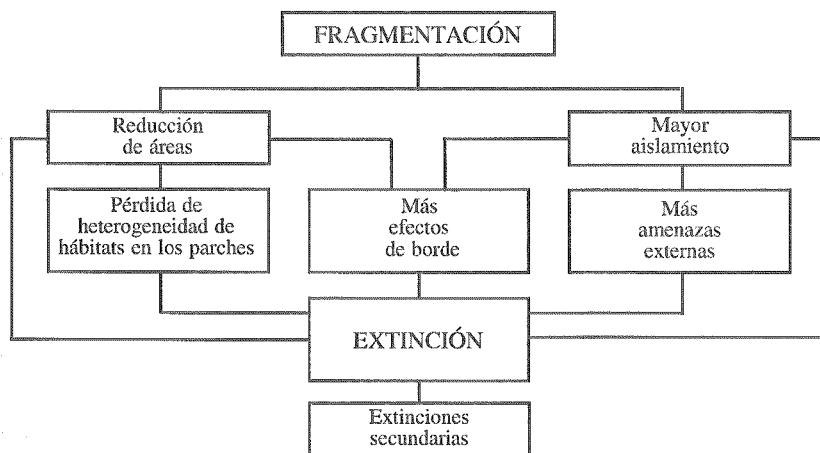 FRAGMENTACIÓN
Reducción
de áreas
Mayor
aislamiento
Pérdida de
heterogeneidad de
hábitats en los parches
Más
efectos
de borde
Más
amenazas
externas
EXTINCIÓN
Extinciones
secundarias